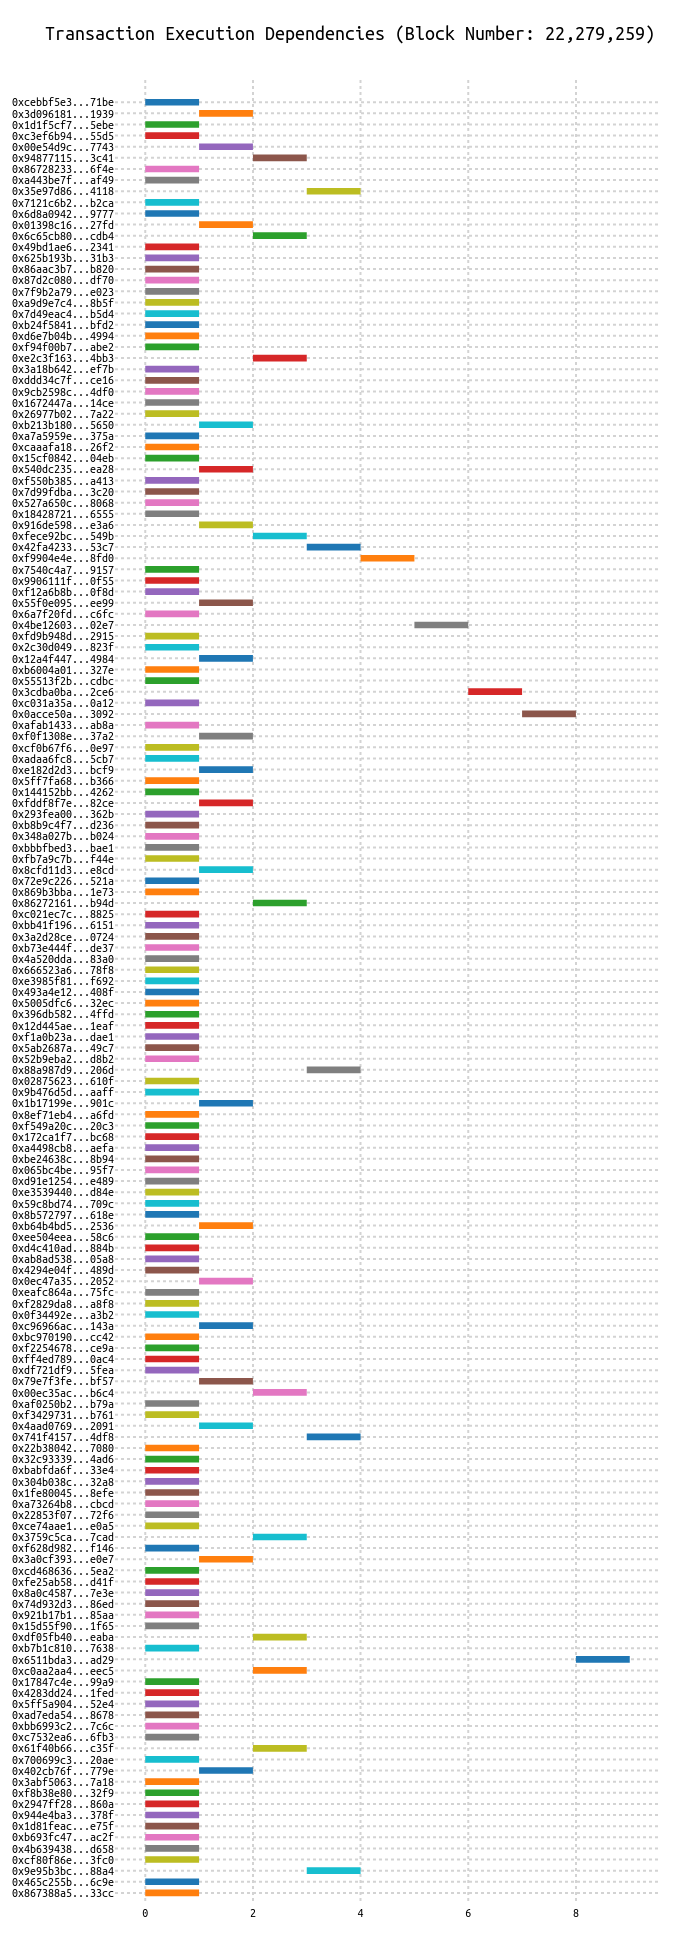 Transaction Execution Dependencies (Block Number: 22,279,259)
0xcebbf5e3...71be
0x3d096181...1939
0x1d1f5cf7...5ebe
0xc3ef6b94...55d5
0x00e54d9c...7743
0x94877115...3c41
0x86728233...6f4e
0xa443be7f...af49
0x35e97d86...4118
0x7121c6b2...b2ca
0x6d8a0942...9777
0x01398c16...27fd
0x6c65cb80...cdb4
0x49bd1ae6...2341
0x625b193b...31b3
0x86aac3b7...b820
0x87d2c080...df70
0x7f9b2a79...e023
0xa9d9e7c4...8b5f
0x7d49eac4...b5d4
0xb24f5841...bfd2
0xd6e7b04b...4994
0xf94f00b7...abe2
0xe2c3f163...4bb3
0x3a18b642...ef7b
0xddd34c7f...ce16
0x9cb2598c...4df0
0x1672447a...14ce
0x26977b02...7a22
0xb213b180...5650
0xa7a5959e...375a
0xcaaafa18...26f2
0x15cf0842...04eb
0x540dc235...ea28
0xf550b385...a413
0x7d99fdba...3c20
0x527a650c...8068
0x18428721...6555
0x916de598...e3a6
0xfece92bc...549b
0x42fa4233...53c7
0xf9904e4e...8fd0
0x7540c4a7...9157
0x9906111f...0f55
0xf12a6b8b...0f8d
0x55f0e095...ee99
0x6a7f20fd...c6fc
0x4be12603...02e7
0xfd9b948d...2915
0x2c30d049...823f
0x12a4f447...4984
0xb6004a01...327e
0x55513f2b...cdbc
0x3cdba0ba...2ce6
0xc031a35a...0a12
0x0acce50a...3092
0xafab1433...ab8a
0xf0f1308e...37a2
0xcf0b67f6...0e97
0xadaa6fc8...5cb7
0xe182d2d3...bcf9
0x5ff7fa68...b366
0x144152bb...4262
0xfddf8f7e...82ce
0x293fea00...362b
0xb8b9c4f7...d236
0x348a027b...b024
0xbbbfbed3...bae1
0xfb7a9c7b...f44e
0x8cfd11d3...e8cd
0x72e9c226...521a
0x869b3bba...1e73
0x86272161...b94d
0xc021ec7c...8825
0xbb41f196...6151
0x3a2d28ce...0724
0xb73e444f...de37
0x4a520dda...83a0
0x666523a6...78f8
0xe3985f81...f692
0x493a4e12...408f
0x5005dfc6...32ec
0x396db582...4ffd
0x12d445ae...1eaf
0xf1a0b23a...dae1
0x5ab2687a...49c7
0x52b9eba2...d8b2
0x88a987d9...206d
0x02875623...610f
0x9b476d5d...aaff
0x1b17199e...901c
0x8ef71eb4...a6fd
0xf549a20c...20c3
0x172ca1f7...bc68
0xa4498cb8...aefa
0xbe24638c...8b94
0x065bc4be...95f7
0xd91e1254...e489
0xe3539440...d84e
0x59c8bd74...709c
0x8b572797...618e
0xb64b4bd5...2536
0xee504eea...58c6
0xd4c410ad...884b
0xab8ad538...05a8
0x4294e04f...489d
0x0ec47a35...2052
0xeafc864a...75fc
0xf2829da8...a8f8
0x0f34492e...a3b2
0xc96966ac...143a
0xbc970190...cc42
0xf2254678...ce9a
0xff4ed789...0ac4
0xdf721df9...5fea
0x79e7f3fe...bf57
0x00ec35ac...b6c4
0xaf0250b2...b79a
0xf3429731...b761
0x4aad0769...2091
0x741f4157...4df8
0x22b38042...7080
0x32c93339...4ad6
0xbabfda6f...33e4
0x304b038c...32a8
0x1fe80045...8efe
0xa73264b8...cbcd
0x22853f07...72f6
0xce74aae1...e0a5
0x3759c5ca...7cad
0xf628d982...f146
0x3a0cf393...e0e7
0xcd468636...5ea2
0xfe25ab58...d41f
0x8a0c4587...7e3e
0x74d932d3...86ed
0x921b17b1...85aa
0x15d55f90...1f65
0xdf05fb40...eaba
0xb7b1c810...7638
0x6511bda3...ad29
0xc0aa2aa4...eec5
0x17847c4e...99a9
0x4283dd24...1fed
0x5ff5a904...52e4
0xad7eda54...8678
0xbb6993c2...7c6c
0xc7532ea6...6fb3
0x61f40b66...c35f
0x700699c3...20ae
0x402cb76f...779e
0x3abf5063...7a18
0xf8b38e80...32f9
0x2947ff28...860a
0x944e4ba3...378f
0x1d81feac...e75f
0xb693fc47...ac2f
0x4b639438...d658
0xcf80f86e...3fc0
0x9e95b3bc...88a4
0x465c255b...6c9e
0x867388a5...33cc
0 2 4 6 8